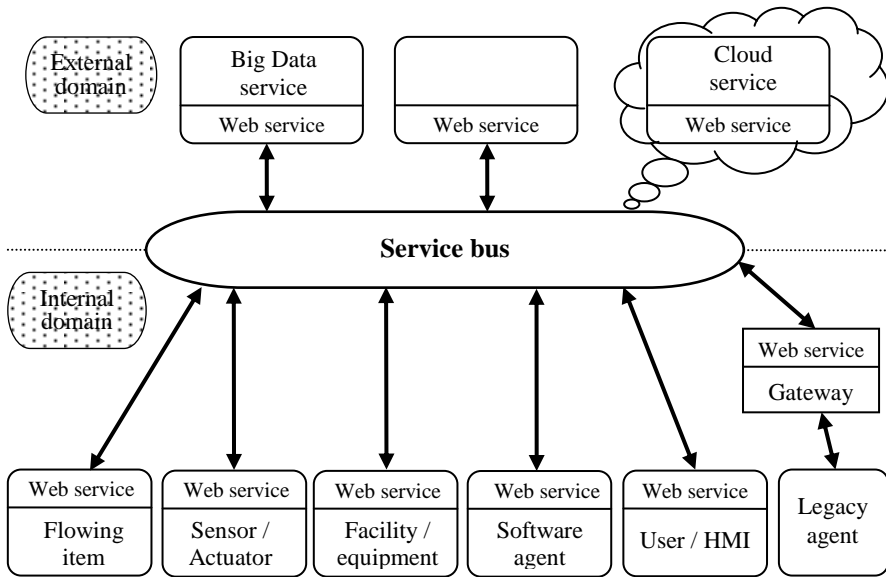 External
domain
Big Data
service
Web service
Web service
Cloud
service
Web service
Service bus
Internal
domain
Web service
Gateway
Web service
Flowing
item
Web service
Sensor /
Actuator
Web service
Facility /
equipment
Web service
Software
agent
Web service
User / HMI
Legacy
agent